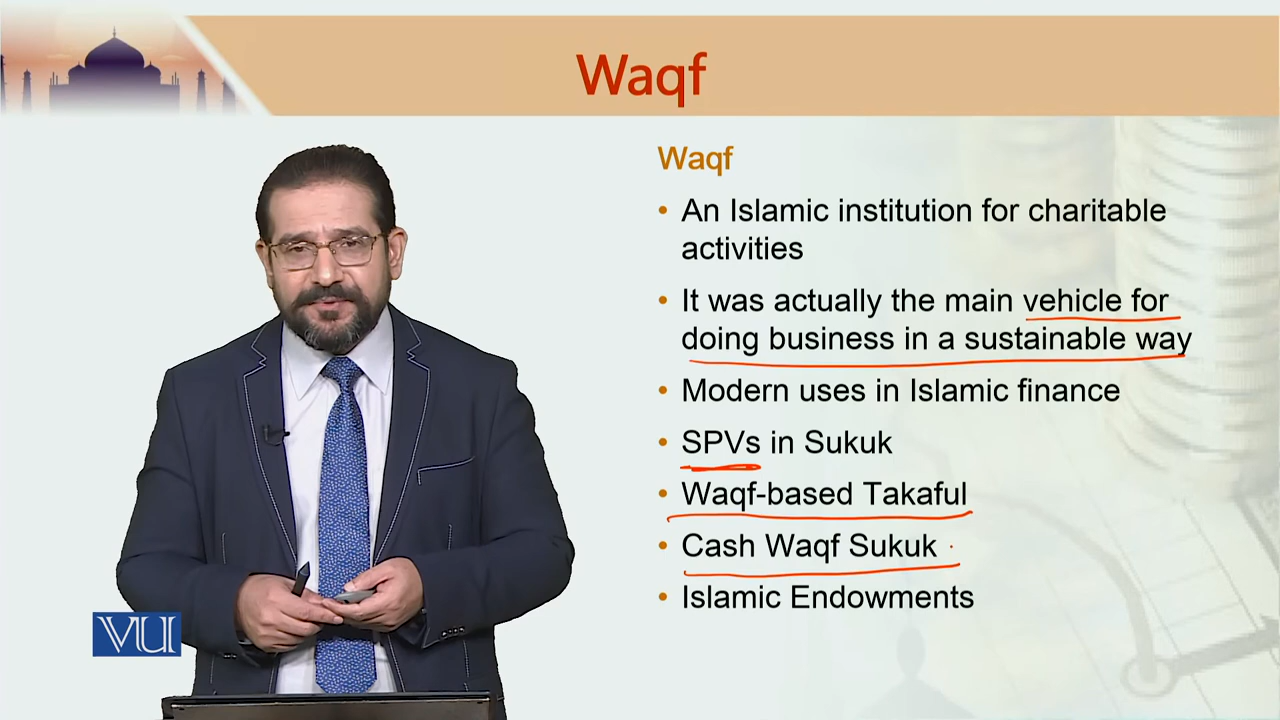 Waqf
Waqf
• An Islamic institution for charitable
activities
• It was actually the main vehicle for
doing business in a sustainable way
• Modern uses in Islamic finance
• SPVs in Sukuk
• Waqf-based Takaful
• Cash Waqf Sukuk
• Islamic Endowments
VU